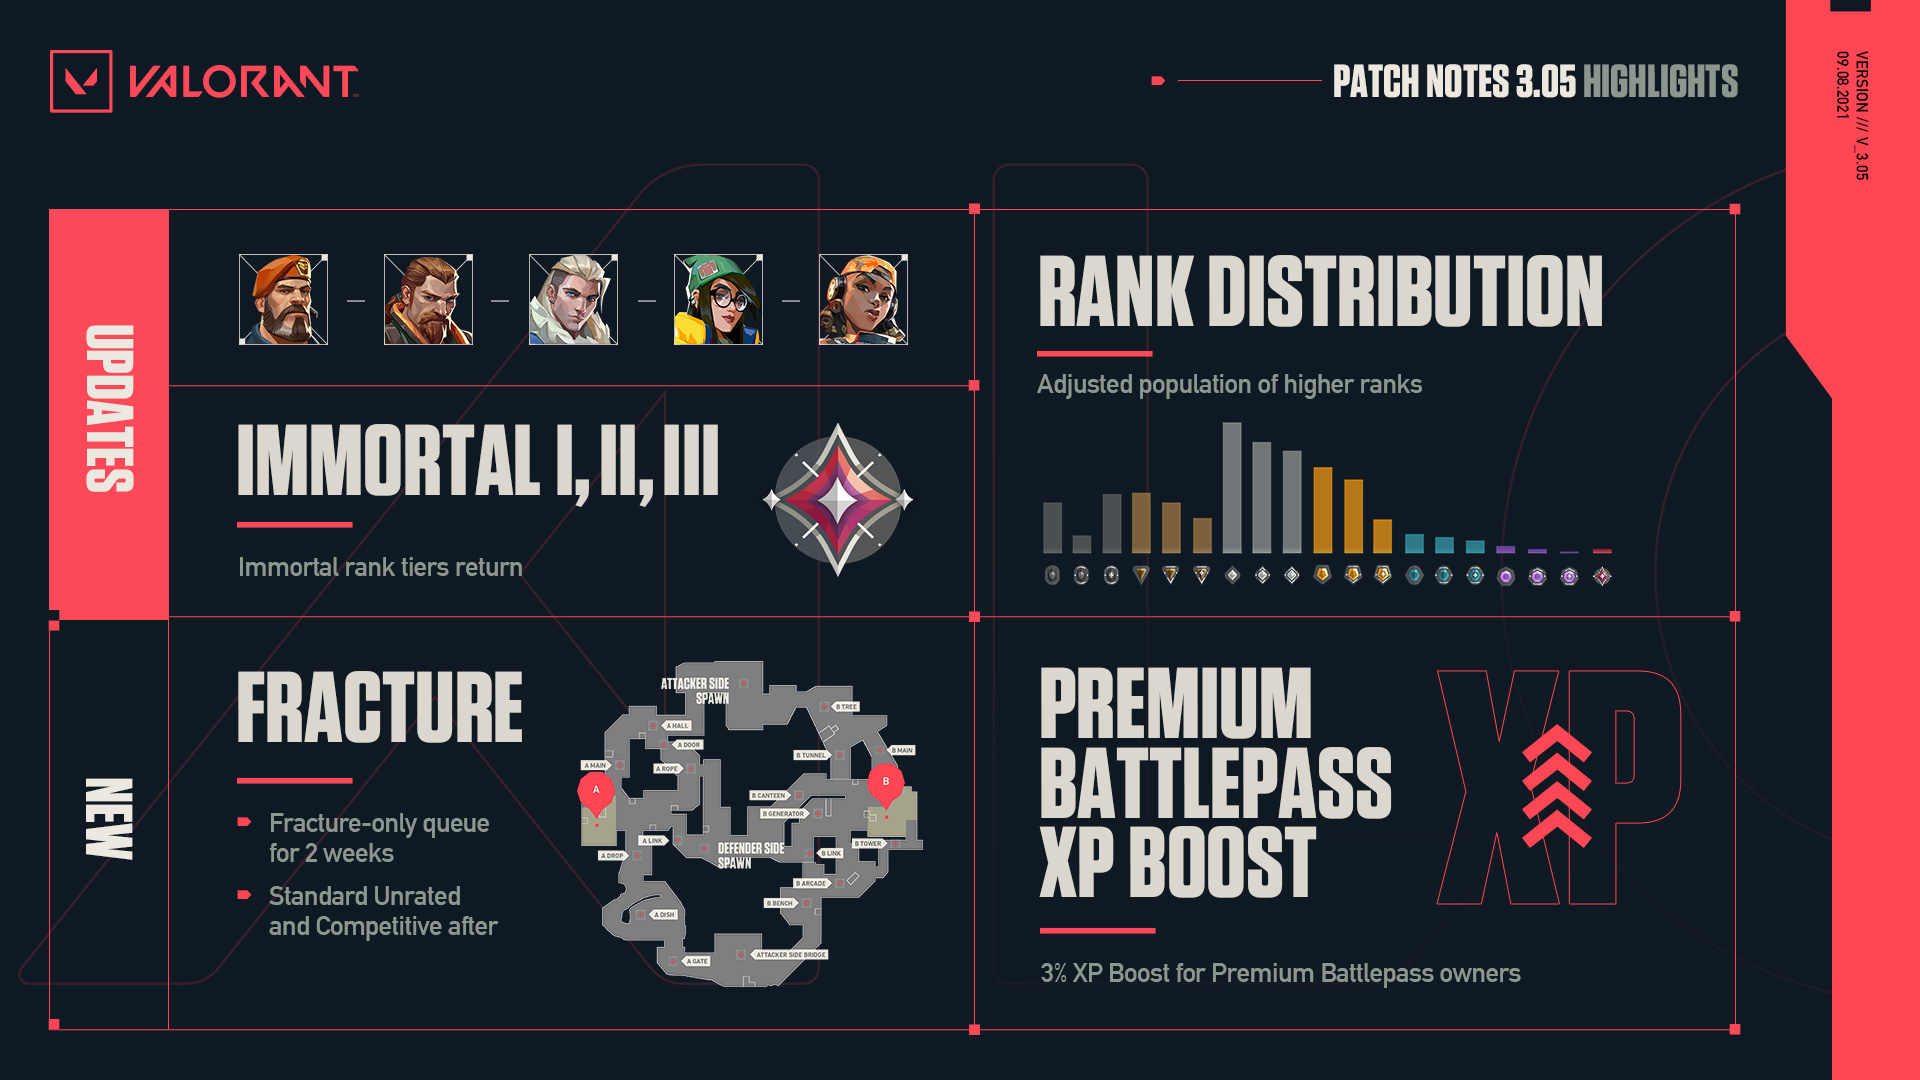 VALORANT
PATCH NOTES 3.05 HIGHLIGHTS
VERSION /// V_3.05
09.08.2021
UPDATES
IMMORTAL I, II, III
Immortal rank tiers return
RANK DISTRIBUTION
Adjusted population of higher ranks
NEW
FRACTURE
Fracture-only queue
for 2 weeks
Standard Unrated
and Competitive after
ATTACKER SIDE
SPAWN
B TREE
A HALL
A DOOR
B MAIN
B TUNNEL
A MAIN
A ROPE
A
B
B CANTEEN
B GENERATOR
A LINK
DEFENDER SIDE
SPAWN
B TOWER
A DROP
B LINK
B ARCADE
B BENCH
A DISH
ATTACKER SIDE BRIDGE
A GATE
PREMIUM
BATTLEPASS
XP BOOST
XP
3% XP Boost for Premium Battlepass owners